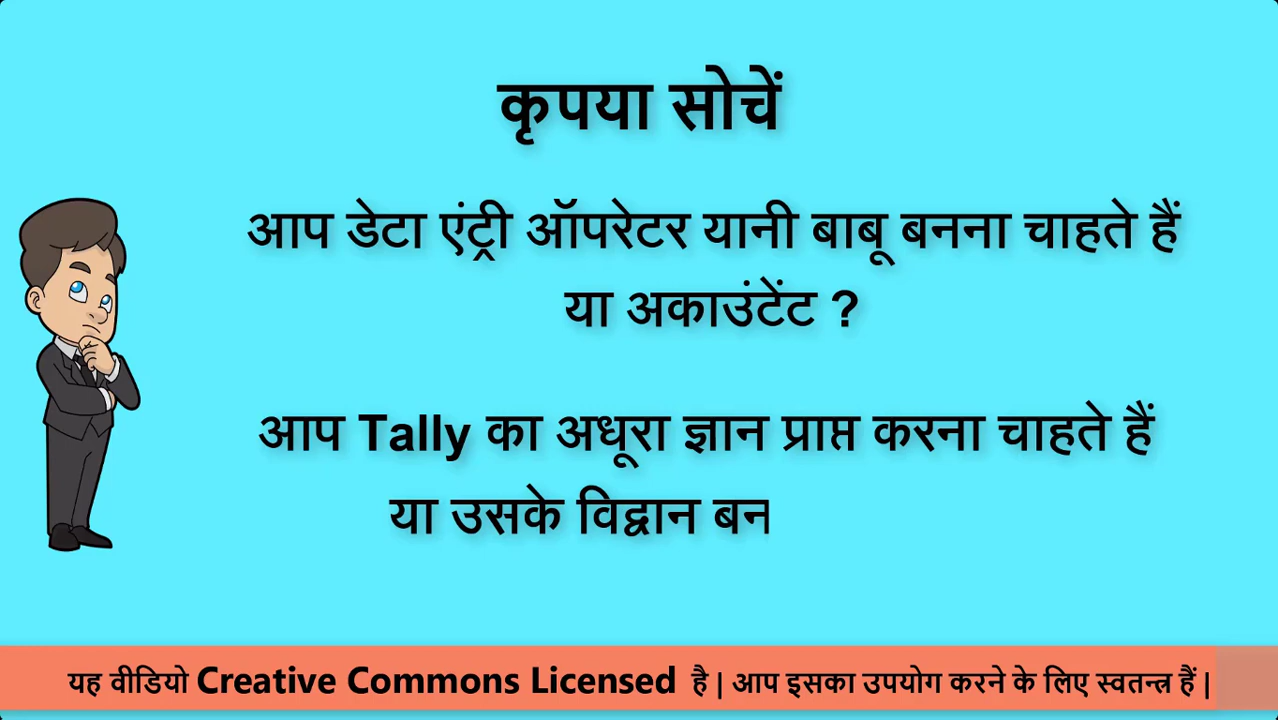 कृपया सोचें
आप डेटा एंट्री ऑपरेटर यानी बाबू बनना चाहते हैं
या अकाउंटेंट ?
आप Tally का अधूरा ज्ञान प्राप्त करना चाहते हैं
या उसके विद्वान बन
यह वीडियो Creative Commons Licensed है | आप इसका उपयोग करने के लिए स्वतन्त्र हैं |